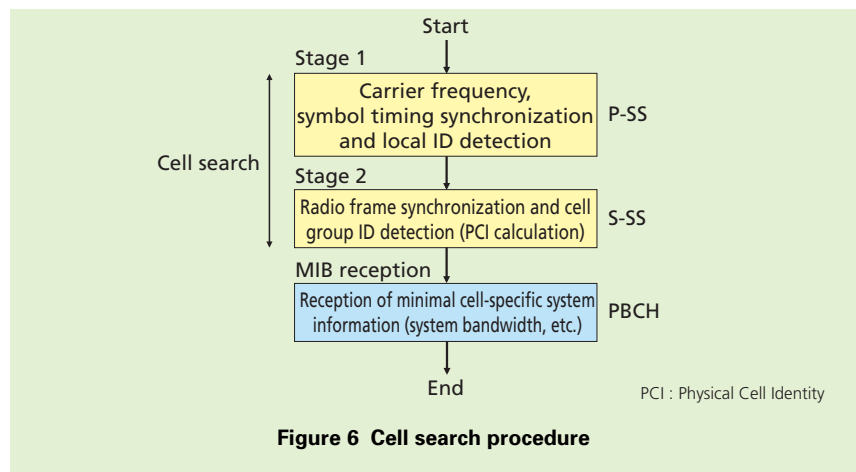 Start
Stage 1
Carrier frequency,
symbol timing synchronization
and local ID detection
P-SS
Cell search
Stage 2
Radio frame synchronization and cell
group ID detection (PCI calculation)
S-SS
MIB reception
Reception of minimal cell-specific system
information (system bandwidth, etc.)
PBCH
End
PCI : Physical Cell Identity
Figure 6 Cell search procedure